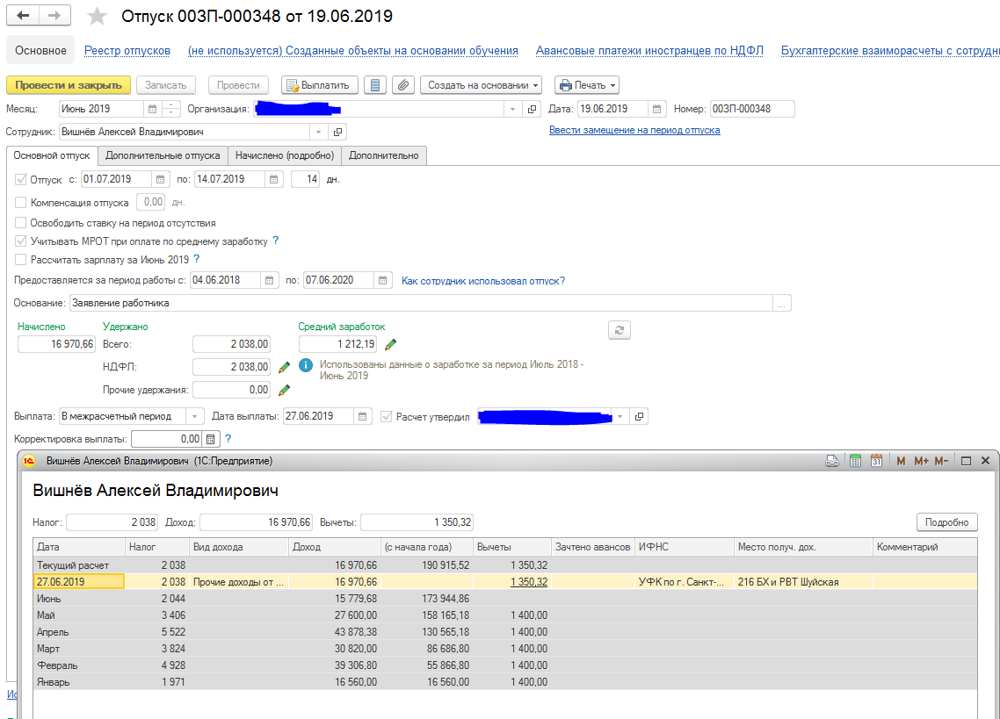 Отпуск 00ЗП-000348 от 19.06.2019
Основное Реестр отпусков (не используется) Созданные объекты на основании обучения Авансовые платежи иностранцев по НДФЛ Бухгалтерские взаиморасчеты с сотрудни
Провести и закрыть Записать Провести Выплатить Создать на основании Печать
Месяц: Июнь 2019 Организация: Дата: 19.06.2019 Номер: 00ЗП-000348
Сотрудник: Вишнёв Алексей Владимирович Ввести замещение на период отпуска
Основной отпуск Дополнительные отпуска Начислено (подробно) Дополнительно
Отпуск с: 01.07.2019 по: 14.07.2019 14 дн.
Компенсация отпуска 0,00 дн.
Освободить ставку на период отсутствия
Учитывать МРОТ при оплате по среднему заработку ?
Рассчитать зарплату за Июнь 2019 ?
Предоставляется за период работы с: 04.06.2018 по: 07.06.2020 Как сотрудник использовал отпуск?
Основание: Заявление работника ...
Начислено Удержано Средний заработок
16 970,66 Всего: 2 038,00 1 212,19
НДФЛ: 2 038,00 Использованы данные о заработке за период Июль 2018 -
Июнь 2019
Прочие удержания: 0,00
Выплата: В межрасчетный период Дата выплаты: 27.06.2019 Расчет утвердил
Корректировка выплаты: 0,00 ?
Вишнёв Алексей Владимирович (1С:Предприятие) 31 M M+ M-
Вишнёв Алексей Владимирович
Налог: 2 038 Доход: 16 970,66 Вычеты: 1 350,32 Подробно
Дата Налог Вид дохода Доход (с начала года) Вычеты Зачтено авансов ИФНС Место получ. дох. Комментарий
Текущий расчет 2 038 16 970,66 190 915,52 1 350,32
27.06.2019 2 038 Прочие доходы от ... 16 970,66 1 350,32 УФК по г. Санкт-... 216 БХ и РВТ Шуйская
Июнь 2 044 15 779,68 173 944,86
Май 3 406 27 600,00 158 165,18 1 400,00
Апрель 5 522 43 878,38 130 565,18 1 400,00
Март 3 824 30 820,00 86 686,80 1 400,00
Февраль 4 928 39 306,80 55 866,80 1 400,00
Январь 1 971 16 560,00 16 560,00 1 400,00
Ис